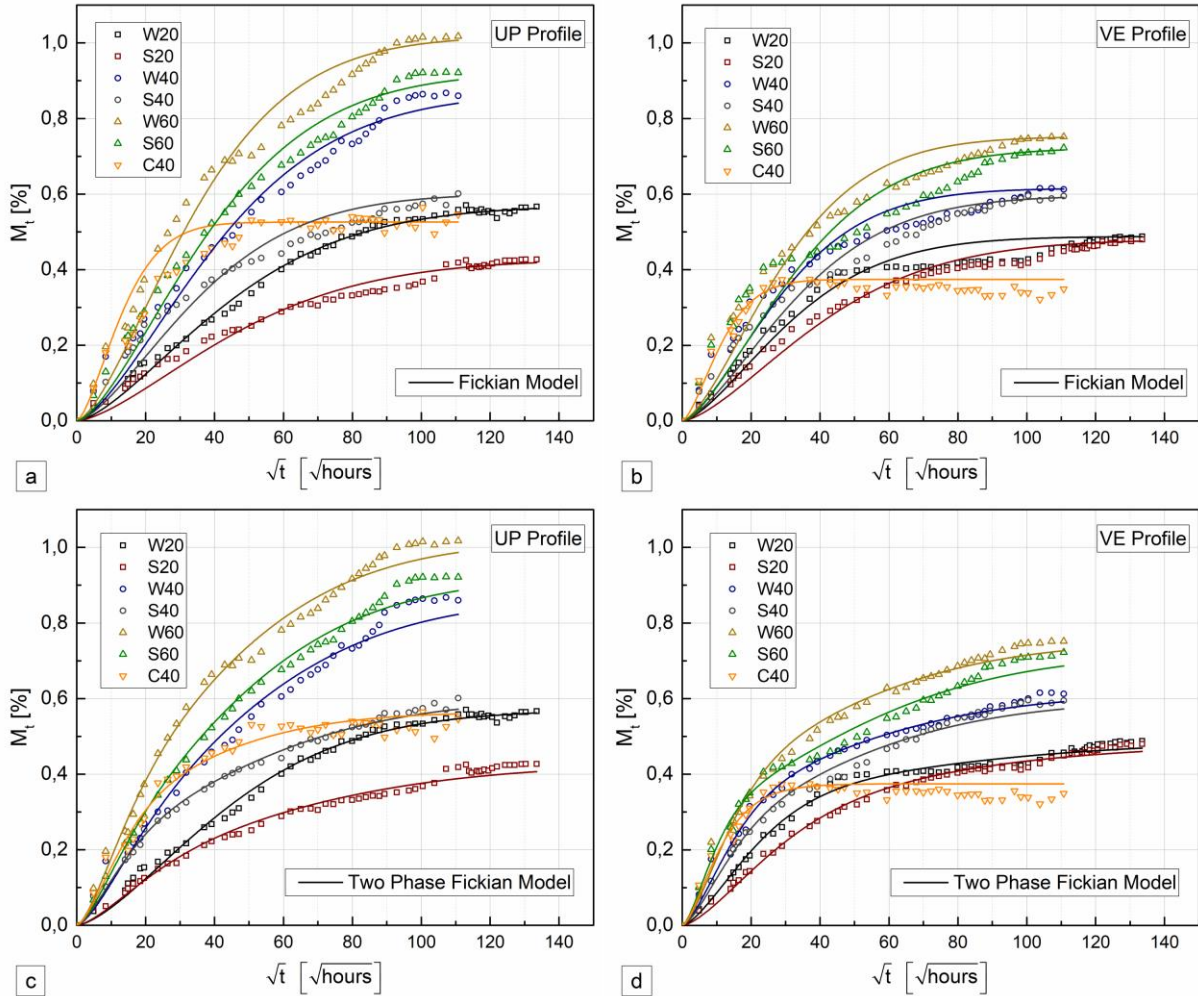 UP Profile
W20
S20
W40
S40
W60
S60
C40
1,0
0,8
0,6
0,4
0,2
0,0
Mt [%]
Fickian Model
0 20 40 60 80 100 120 140
√t [√hours]
a
VE Profile
W20
S20
W40
S40
W60
S60
C40
1,0
0,8
0,6
0,4
0,2
0,0
Mt [%]
Fickian Model
0 20 40 60 80 100 120 140
√t [√hours]
b
UP Profile
W20
S20
W40
S40
W60
S60
C40
1,0
0,8
0,6
0,4
0,2
0,0
Mt [%]
Two Phase Fickian Model
0 20 40 60 80 100 120 140
√t [√hours]
c
VE Profile
W20
S20
W40
S40
W60
S60
C40
1,0
0,8
0,6
0,4
0,2
0,0
Mt [%]
Two Phase Fickian Model
0 20 40 60 80 100 120 140
√t [√hours]
d